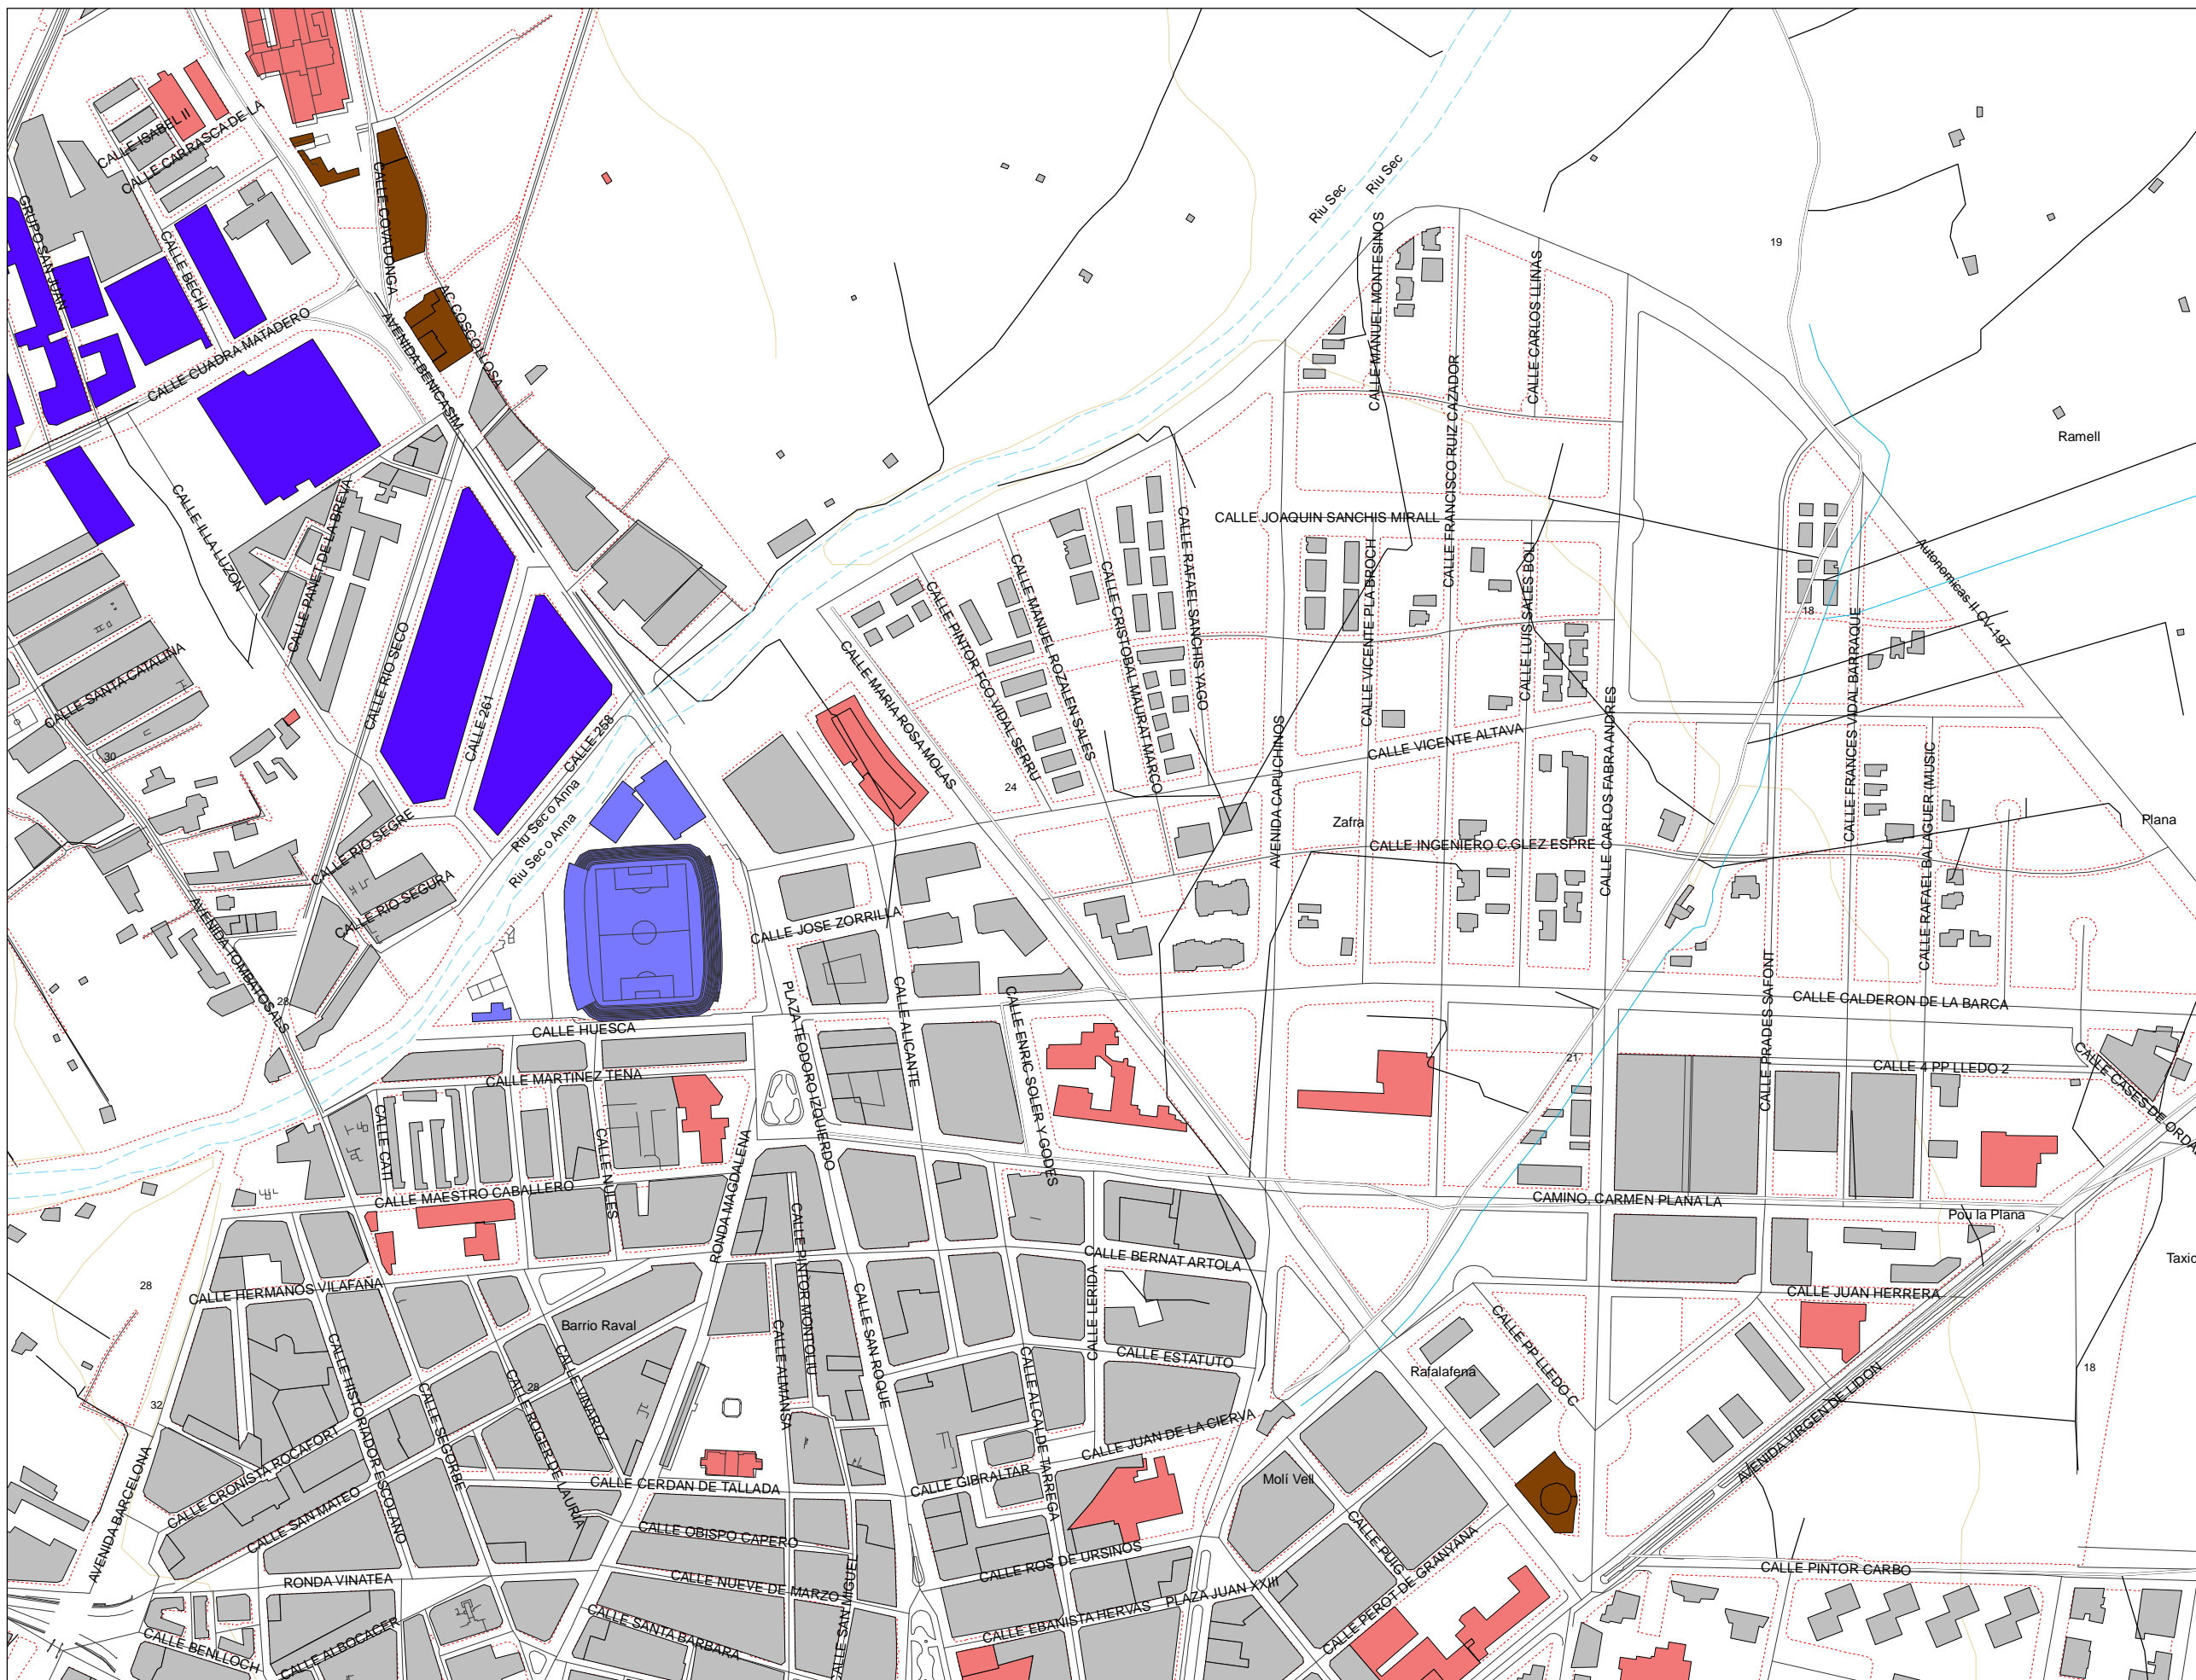 CALLE ISABEL II
CALLE CARRASCA DE LA
CALLE COVADONGA
GRUPO SAN JUAN
CALLE BECHI
CALLE CUADRA MATADERO
AVENIDA BENICASIM
AC COSCOLLOSA
Riu Sec
Riu Sec
CALLE MANUEL MONTESINOS
CALLE CARLOS LLINAS
CALLE FRANCISCO RUIZ CAZADOR
19
Ramell
CALLE ILLA LUZON
CALLE PANET DE LA BREVA
CALLE JOAQUIN SANCHIS MIRALL
CALLE RAFAEL SANCHIS YAGO
CALLE CRISTOBAL MAURAT MARCO
CALLE MANUEL ROZALEN SALES
CALLE PINTOR FCO VIDAL SERRU
CALLE VICENTE PLA BROCH
CALLE LUIS SALES BOLI
Autonomicas II CV-197
18
CALLE FRANCES VIDAL BARRAQUE
CALLE SANTA CATALINA
CALLE RIO SECO
CALLE 261
CALLE 258
CALLE MARIA ROSA MOLAS
AVENIDA CAPUCHINOS
CALLE VICENTE ALTAVA
CALLE CARLOS FABRA ANDRES
CALLE RAFAEL BALAGUER (MUSIC
30
24
Riu Sec o Anna
Riu Sec o Anna
Zafra
Plana
CALLE INGENIERO C.GLEZ ESPRE
CALLE RIO SEGRE
CALLE RIO SEGURA
AVENIDA TOMBATOSAES
CALLE JOSE ZORRILLA
28
CALLE HUESCA
PLAZA TEODORO IZQUIERDO
CALLE ALICANTE
CALLE ENRIC SOLER Y GODES
CALLE PRADES SAFONT
CALLE CALDERON DE LA BARCA
21
CALLE 4 PP LLEDO 2
CALLE CASES DE ORDA
CALLE MARTINEZ TENA
CALLE CATI
CALLE NULES
CALLE MAESTRO CABALLERO
RONDA MAGDALENA
CAMINO, CARMEN PLANA LA
Pou la Plana
CALLE PINTOR MONTOLIU
CALLE BERNAT ARTOLA
CALLE LERIDA
Taxic
28
CALLE HERMANOS VILAFAÑA
CALLE JUAN HERRERA
Barrio Raval
CALLE HISTORIADOR ESCOLANO
CALLE SEGORBE
CALLE ROGER DE LAURIA
CALLE VINAROZ
28
CALLE ALMANSA
CALLE SAN ROQUE
CALLE ESTATUTO
CALLE ALCALDE TARREGA
CALLE PP LLEDO C
Rafalafena
18
32
CALLE CRONISTA ROCAFORT
CALLE SAN MATEO
AVENIDA BARCELONA
CALLE JUAN DE LA CIERVA
CALLE GIBRALTAR
Molí Vell
AVENIDA VIRGEN DE LIDON
CALLE CERDAN DE TALLADA
CALLE OBISPO CAPERO
CALLE ROS DE URSINOS
CALLE PUIG
CALLE PEROT DE GRANYANA
CALLE PINTOR CARBO
RONDA VINATEA
CALLE NUEVE DE MARZO
CALLE SAN MIGUEL
PLAZA JUAN XXIII
CALLE EBANISTA HERVAS
CALLE SANTA BARBARA
CALLE ALBOCACER
CALLE BENLLOCH